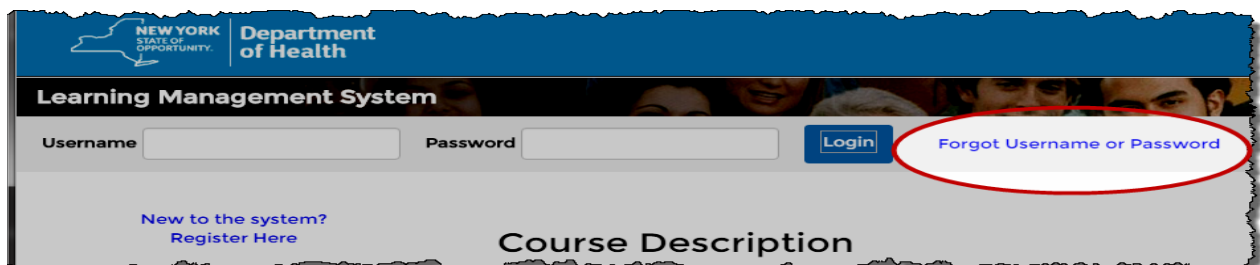 NEW YORK
STATE OF
OPPORTUNITY.
Department
of Health
Learning Management System
Username
Password
Login
Forgot Username or Password
New to the system?
Register Here
Course Description